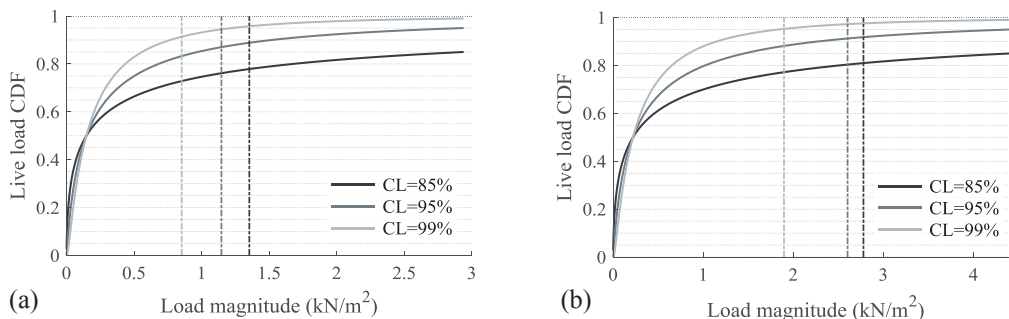 1
0.8
0.6
0.4
0.2
0
Live load CDF
CL=85%
CL=95%
CL=99%
0 0.5 1 1.5 2 2.5 3
(a) Load magnitude (kN/m²)
1
0.8
0.6
0.4
0.2
0
Live load CDF
CL=85%
CL=95%
CL=99%
0 1 2 3 4
(b) Load magnitude (kN/m²)